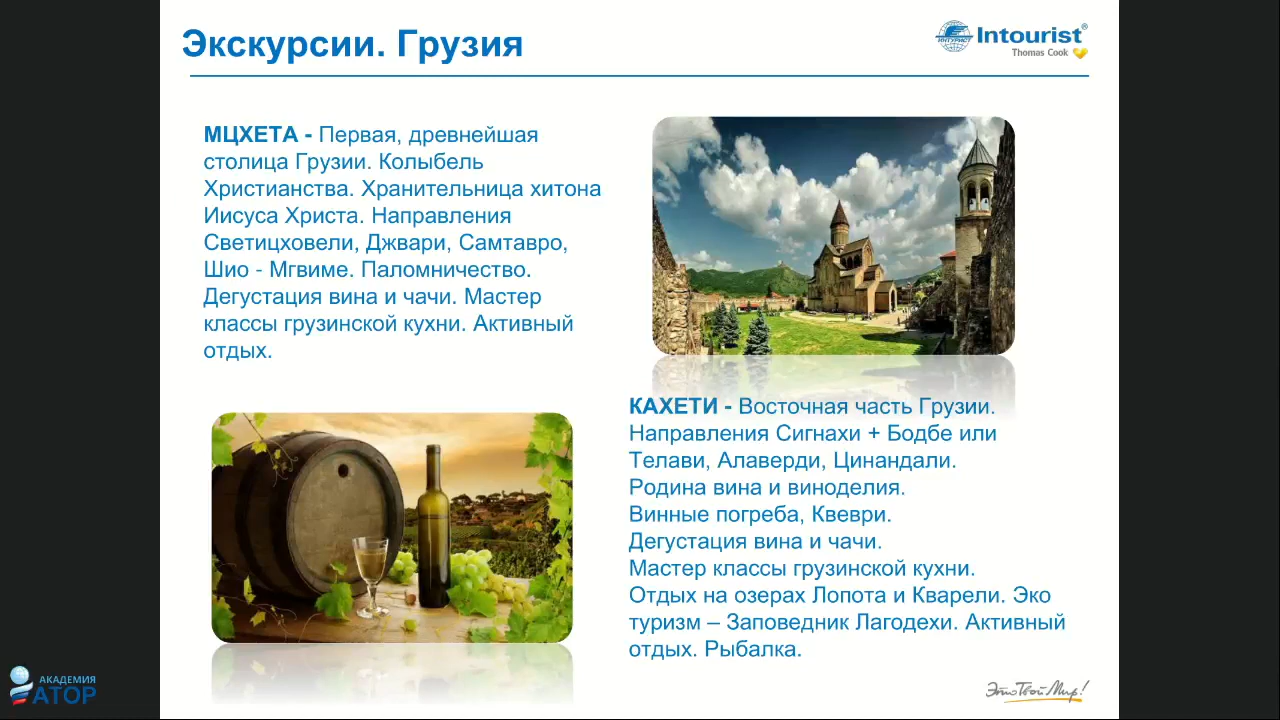 Экскурсии. Грузия
ИНТУРИСТ
Intourist®
Thomas Cook
МЦХЕТА - Первая, древнейшая
столица Грузии. Колыбель
Христианства. Хранительница хитона
Иисуса Христа. Направления
Светицховели, Джвари, Самтавро,
Шио - Мгвиме. Паломничество.
Дегустация вина и чачи. Мастер
классы грузинской кухни. Активный
отдых.
КАХЕТИ - Восточная часть Грузии.
Направления Сигнахи + Бодбе или
Телави, Алаверди, Цинандали.
Родина вина и виноделия.
Винные погреба, Квеври.
Дегустация вина и чачи.
Мастер классы грузинской кухни.
Отдых на озерах Лопота и Кварели. Эко
туризм – Заповедник Лагодехи. Активный
отдых. Рыбалка.
АКАДЕМИЯ
АТОР
Это Твой Мир!